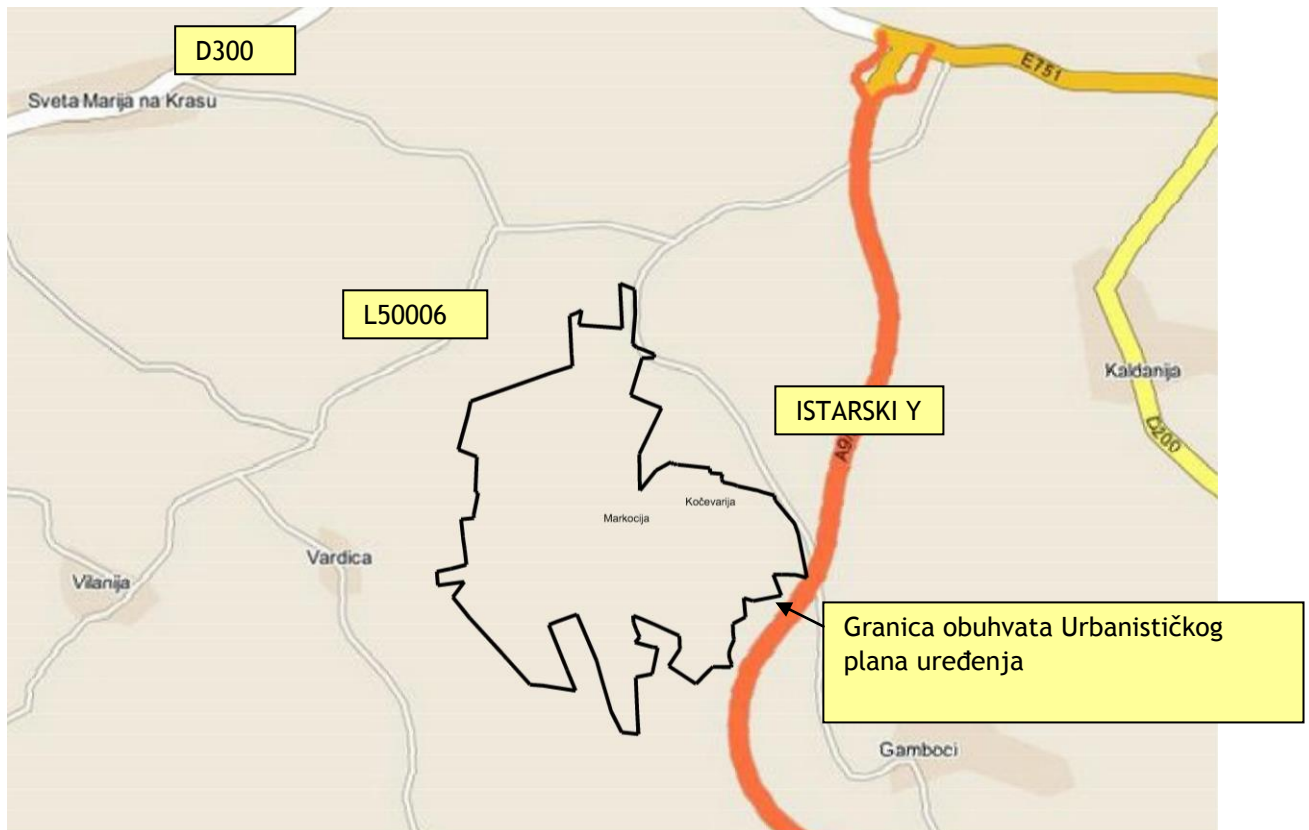 D300
E751
Sveta Marija na Krasu
L50006
Kaldanija
ISTARSKI Y
D200
Kočevarija
Markocija
Vardica
Vilanija
Granica obuhvata Urbanističkog
plana uređenja
Gamboci